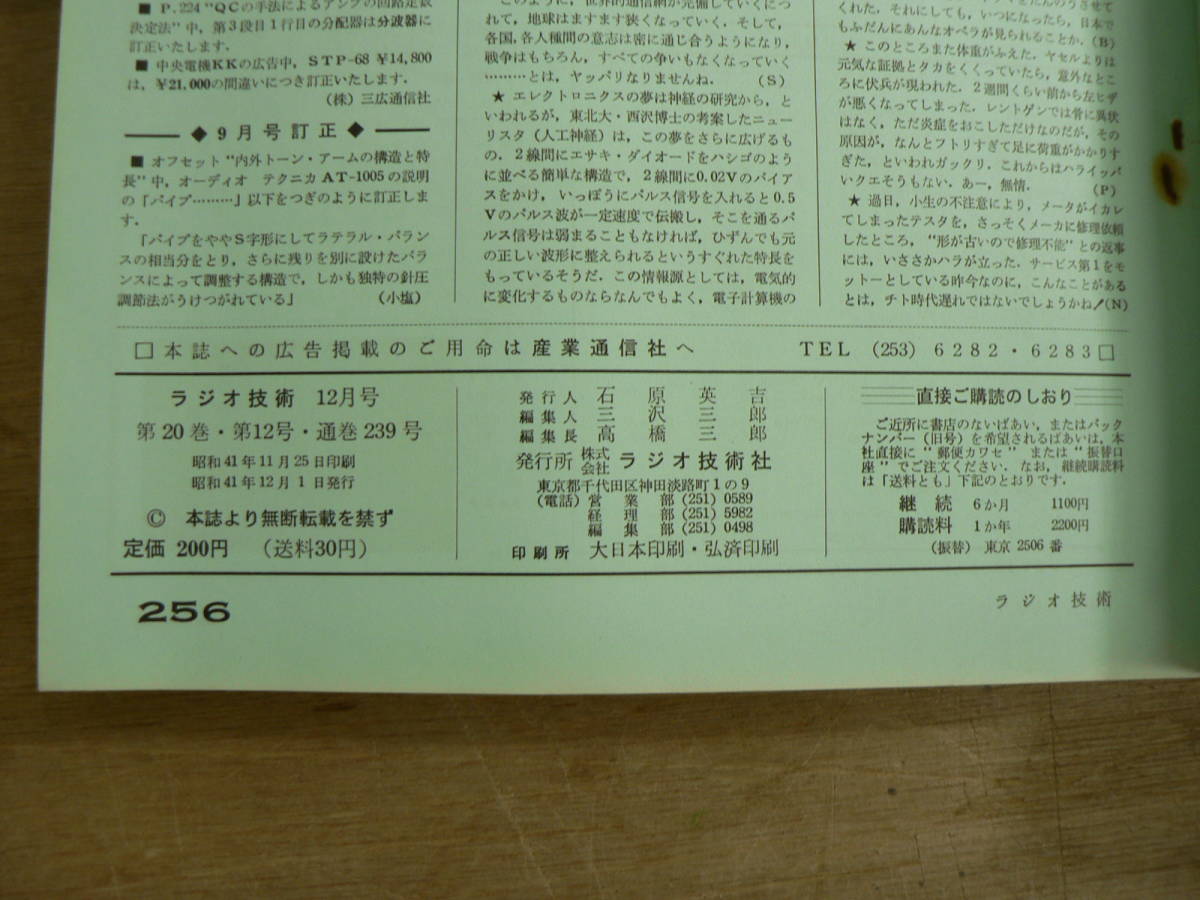 ■ P.224 “QCの手法によるアンプの回路定数
決定法” 中，第3段目1行目の分配器は分波器に
訂正いたします．
■ 中央電機KKの広告中，STP-68 ¥14,800
は，¥21,000の間違いにつき訂正いたします．
（株）三広通信社
◆9月号訂正◆
■ オフセット“内外トーン・アームの構造と特
長” 中，オーディオ テクニカ AT-1005 の説明
の「パイプ………」以下をつぎのように訂正しま
す．
「パイプをややS字形にしてラテラル・バラン
スの相当分をとり，さらに残りを別に設けたバラ
ンスによって調整する構造で，しかも独特の針圧
調節法がうけつがれている」 （小塩）
このように，世界的通信網が完備していくにつ
れて，地球はますます狭くなっていく．そして，
各国，各人種間の意志は密に通じ合うようになり，
戦争はもちろん，すべての争いもなくなっていく
………とは，ヤッパリなりませんね． （S）
★ エレクトロニクスの夢は神経の研究から，と
いわれるが，東北大・西沢博士の考案したニュー
リスタ（人工神経）は，この夢をさらに広げるも
の．2線間にエサキ・ダイオードをハシゴのよう
に並べる簡単な構造で，2線間に0.02Vのバイア
スをかけ，いっぽうにパルス信号を入れると0.5
Vのパルス波が一定速度で伝搬し，そこを通るパ
ルス信号は弱まることもなければ，ひずんでも元
の正しい波形に整えられるというすぐれた特長を
もっているそうだ．この情報源としては，電気的
に変化するものならなんでもよく，電子計算機の
くれた．それにしても，いつになったら，日本で
もふだんにあんなオペラが見られることか．（B）
★ このところまた体重がふえた．ヤセルよりは
元気な証拠とタカをくくっていたら，意外なとこ
ろに伏兵が現われた．2週間くらい前から左ヒザ
が悪くなってしまった．レントゲンでは骨に異状
はなく，ただ炎症をおこしただけなのだが，その
原因が，なんとフトリすぎて足に荷重がかかりす
ぎた，といわれガックリ．これからはハライッパ
イクエそうもない．あー，無情． （P）
★ 過日，小生の不注意により，メータがイカレ
てしまったテスタを，さっそくメーカに修理依頼
したところ，“形が古いので修理不能” との返事
には，いささかハラが立った．サービス第1をモ
ットーとしている昨今なのに，こんなことがある
とは，チト時代遅れではないでしょうかね！（N）
□本誌への広告掲載のご用命は産業通信社へ TEL (253) 6282・6283□
ラジオ技術 12月号
第20巻・第12号・通巻239号
昭和41年11月25日印刷
昭和41年12月1日発行
© 本誌より無断転載を禁ず
定価 200円 （送料30円）
発行人 石原英吉
編集人 三沢三郎
編集長 高橋三郎
発行所 株式会社 ラジオ技術社
東京都千代田区神田淡路町1の9
（電話）営業部 (251) 0589
経理部 (251) 5982
編集部 (251) 0498
印刷所 大日本印刷・弘済印刷
直接ご購読のしおり
ご近所に書店のないばあい，またはバック
ナンバー（旧号）を希望されるばあいは，本
社直接に “郵便カワセ” または “振替口
座” でご注文ください．なお，継続購読料
は「送料とも」下記のとおりです．
継続 6か月 1100円
購読料 1か年 2200円
（振替）東京 2506番
256
ラジオ技術